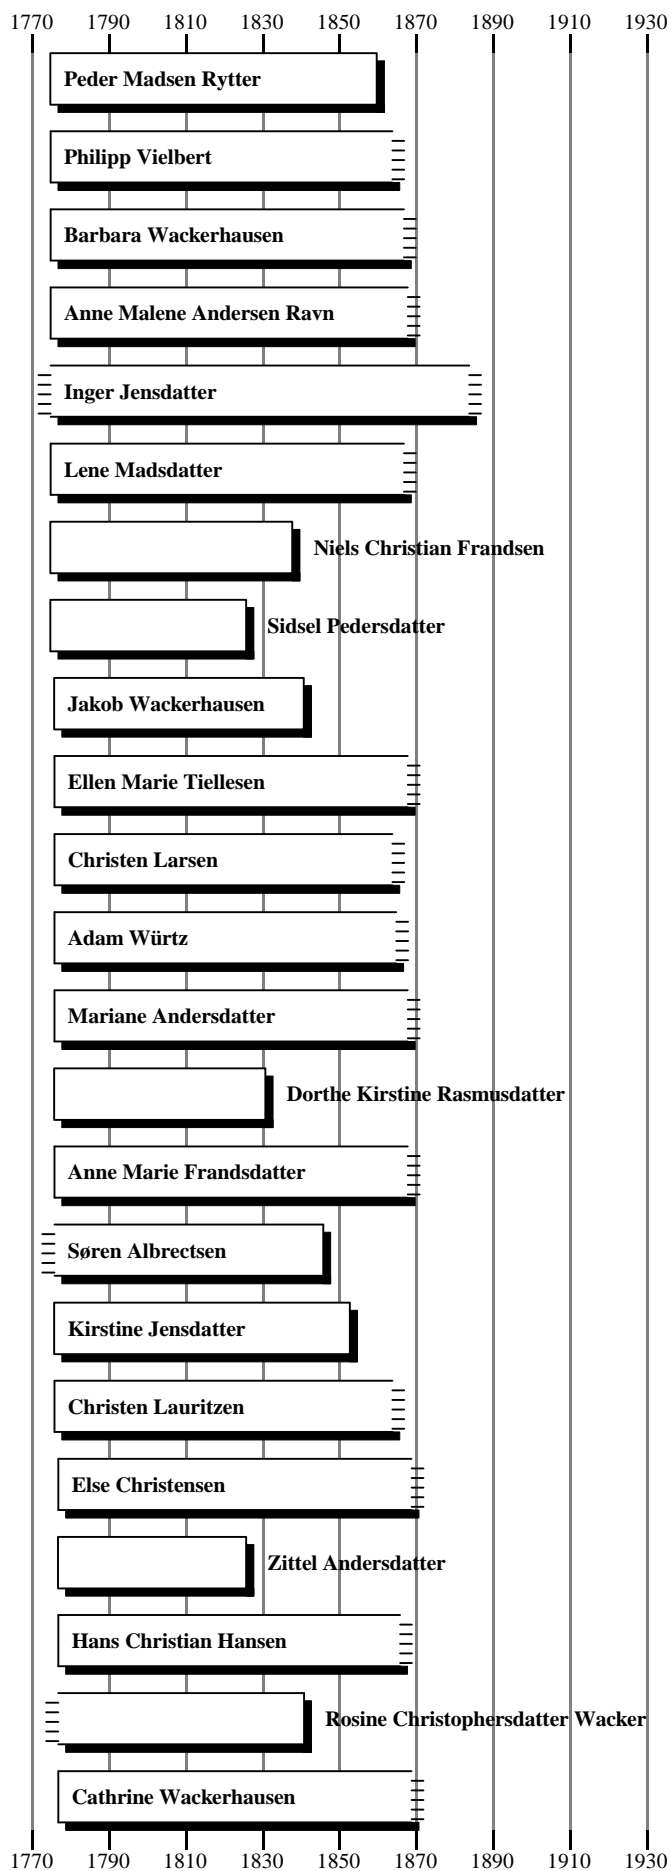 1770 1790 1810 1830 1850 1870 1890 1910 1930
Peder Madsen Rytter
Philipp Vielbert
Barbara Wackerhausen
Anne Malene Andersen Ravn
Inger Jensdatter
Lene Madsdatter
Niels Christian Frandsen
Sidsel Pedersdatter
Jakob Wackerhausen
Ellen Marie Tiellesen
Christen Larsen
Adam Würtz
Mariane Andersdatter
Dorthe Kirstine Rasmusdatter
Anne Marie Frandsdatter
Søren Albrectsen
Kirstine Jensdatter
Christen Lauritzen
Else Christensen
Zittel Andersdatter
Hans Christian Hansen
Rosine Christophersdatter Wacker
Cathrine Wackerhausen
1770 1790 1810 1830 1850 1870 1890 1910 1930